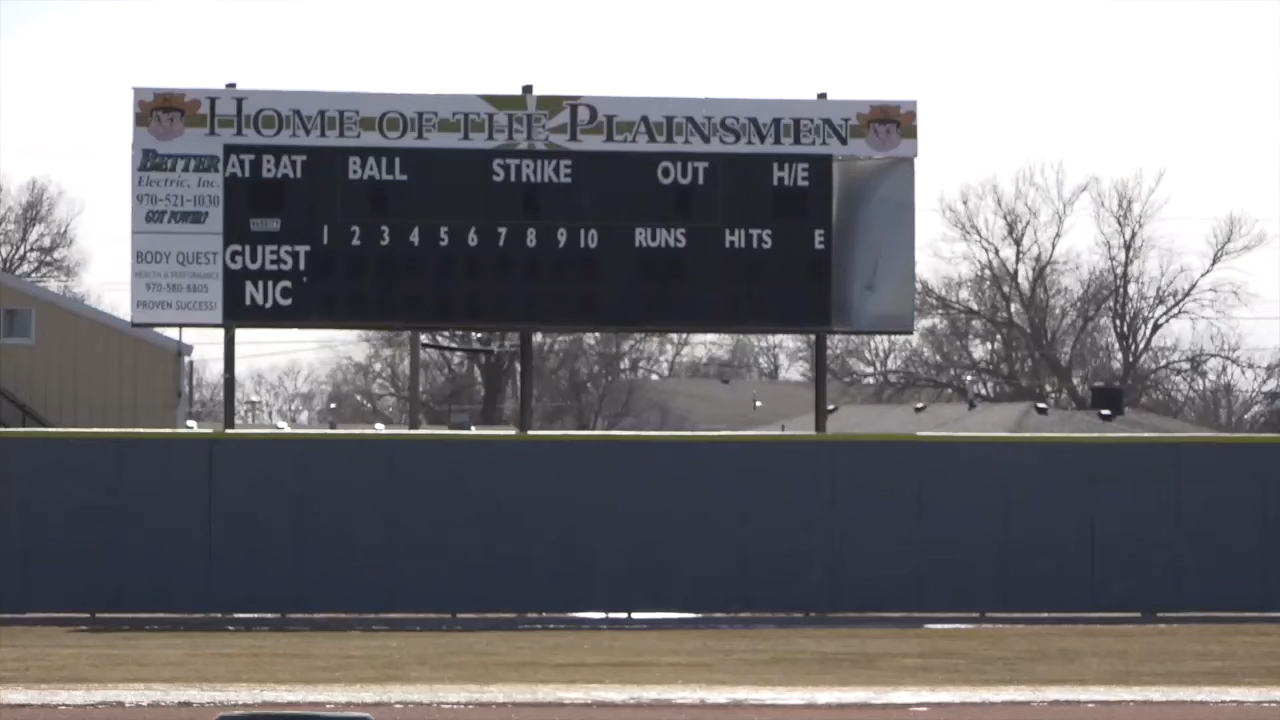 HOME OF THE PLAINSMEN
BETTER
Electric, Inc.
970-521-1030
GOT POWER?
BODY QUEST
HEALTH & PERFORMANCE
970-580-8805
PROVEN SUCCESS!
AT BAT BALL STRIKE OUT H/E
1 2 3 4 5 6 7 8 9 10 RUNS HITS E
GUEST
NJC